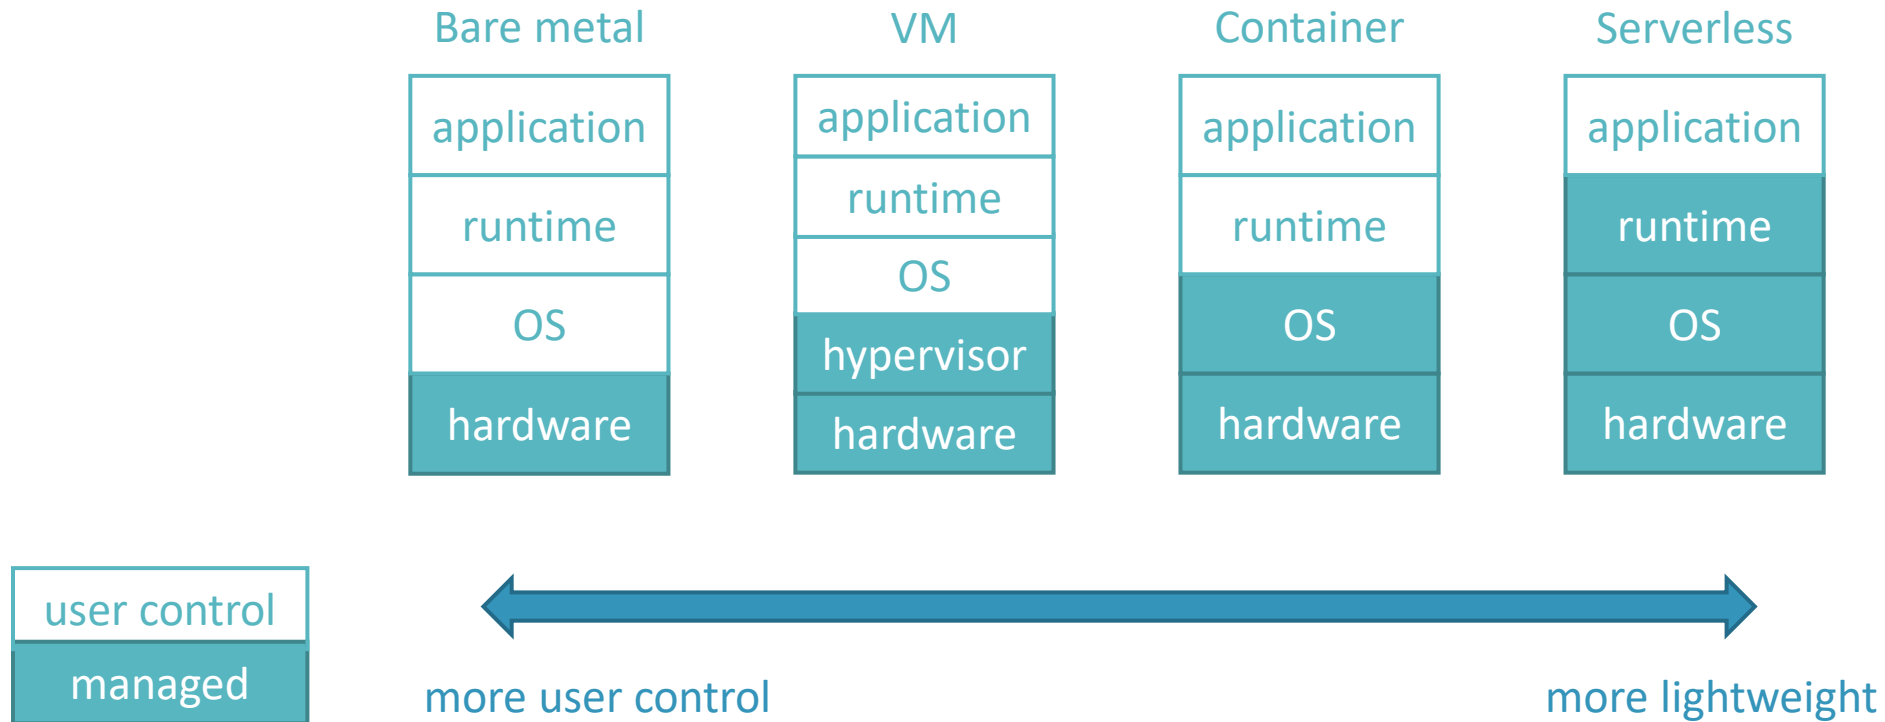 Bare metal
VM
Container
Serverless
application
runtime
OS
hardware
application
runtime
OS
hypervisor
hardware
application
runtime
OS
hardware
application
runtime
OS
hardware
user control
managed
more user control
more lightweight